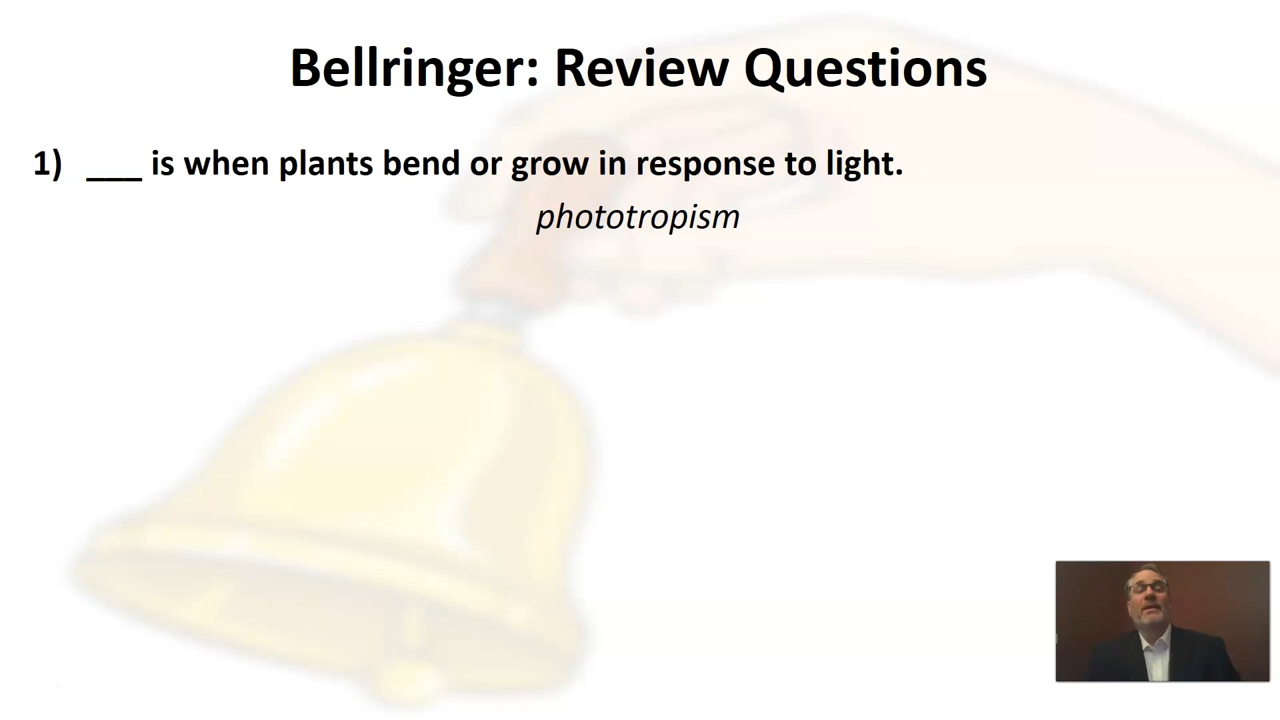 Bellringer: Review Questions
1) ___ is when plants bend or grow in response to light.
phototropism